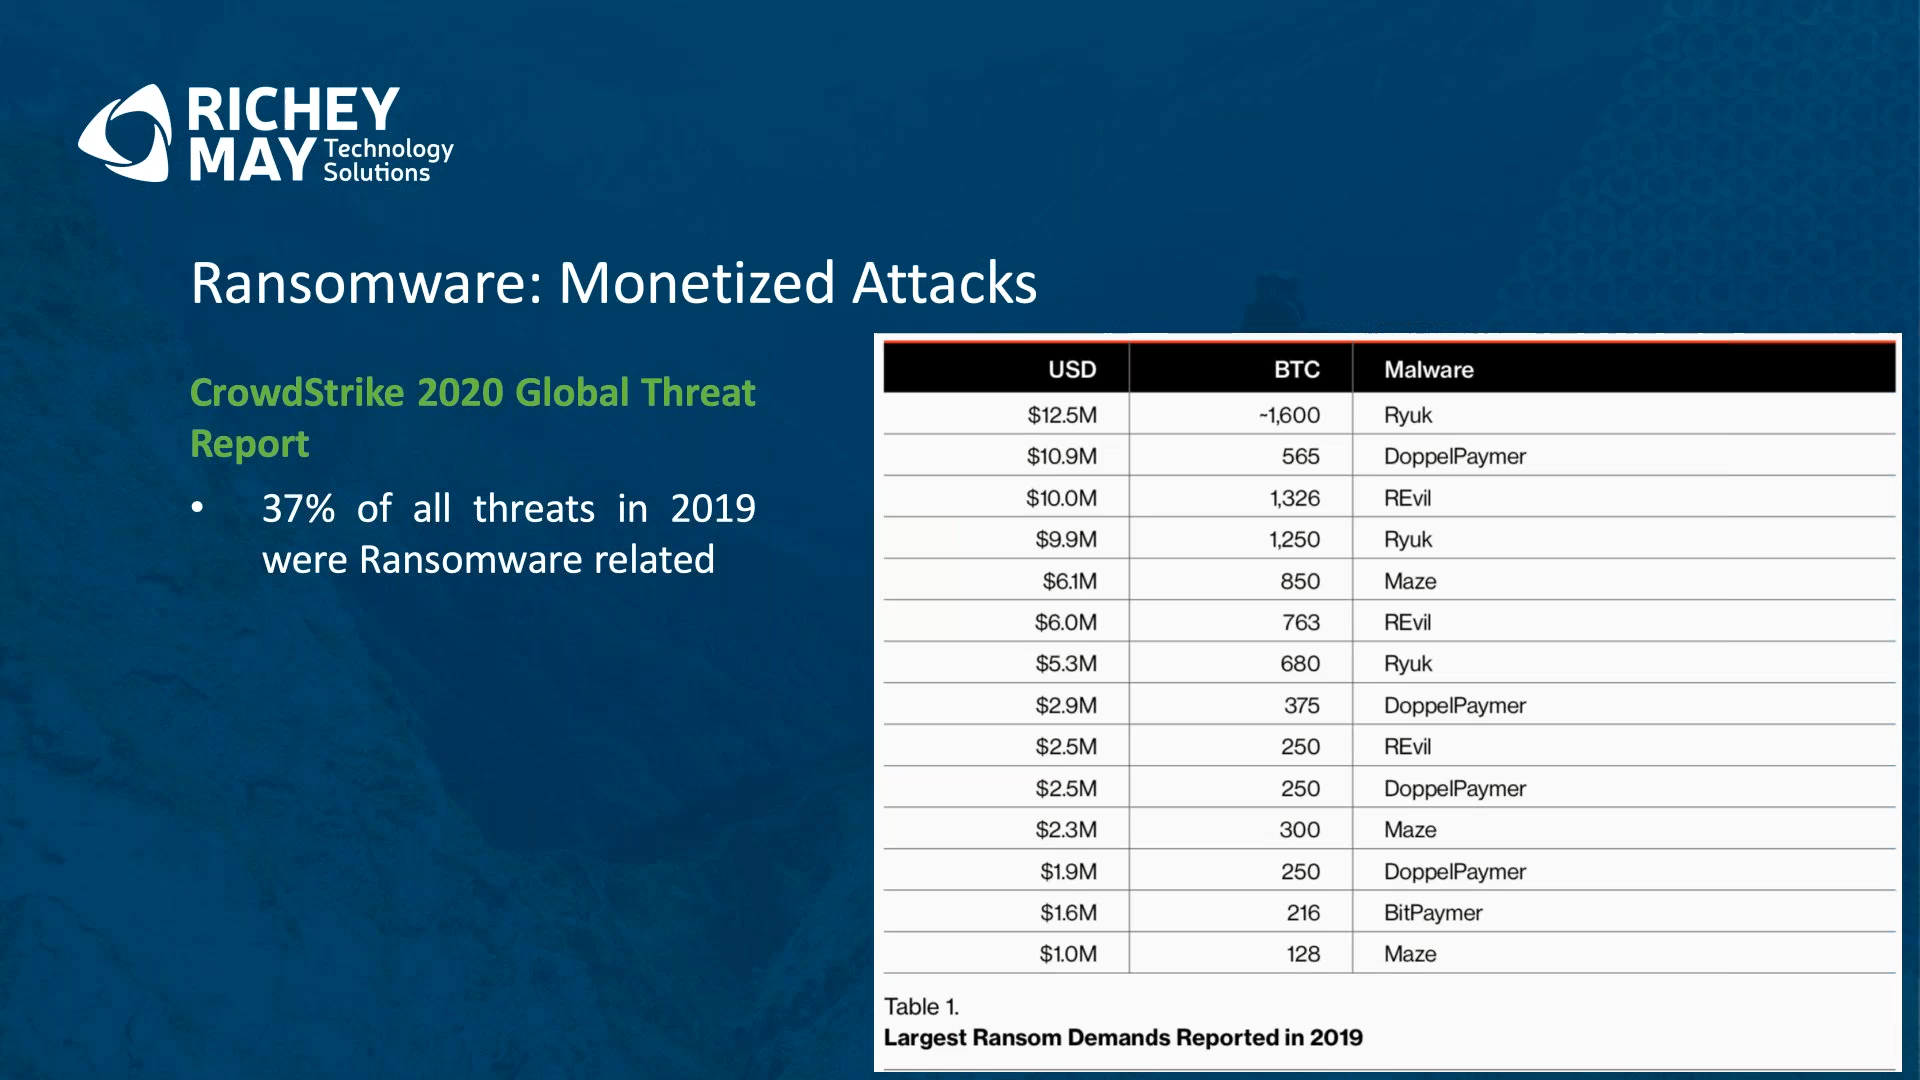 RICHEY
MAY Technology
Solutions
Ransomware: Monetized Attacks
CrowdStrike 2020 Global Threat
Report
• 37% of all threats in 2019
were Ransomware related
USD BTC Malware
$12.5M ~1,600 Ryuk
$10.9M 565 DoppelPaymer
$10.0M 1,326 REvil
$9.9M 1,250 Ryuk
$6.1M 850 Maze
$6.0M 763 REvil
$5.3M 680 Ryuk
$2.9M 375 DoppelPaymer
$2.5M 250 REvil
$2.5M 250 DoppelPaymer
$2.3M 300 Maze
$1.9M 250 DoppelPaymer
$1.6M 216 BitPaymer
$1.0M 128 Maze
Table 1.
Largest Ransom Demands Reported in 2019